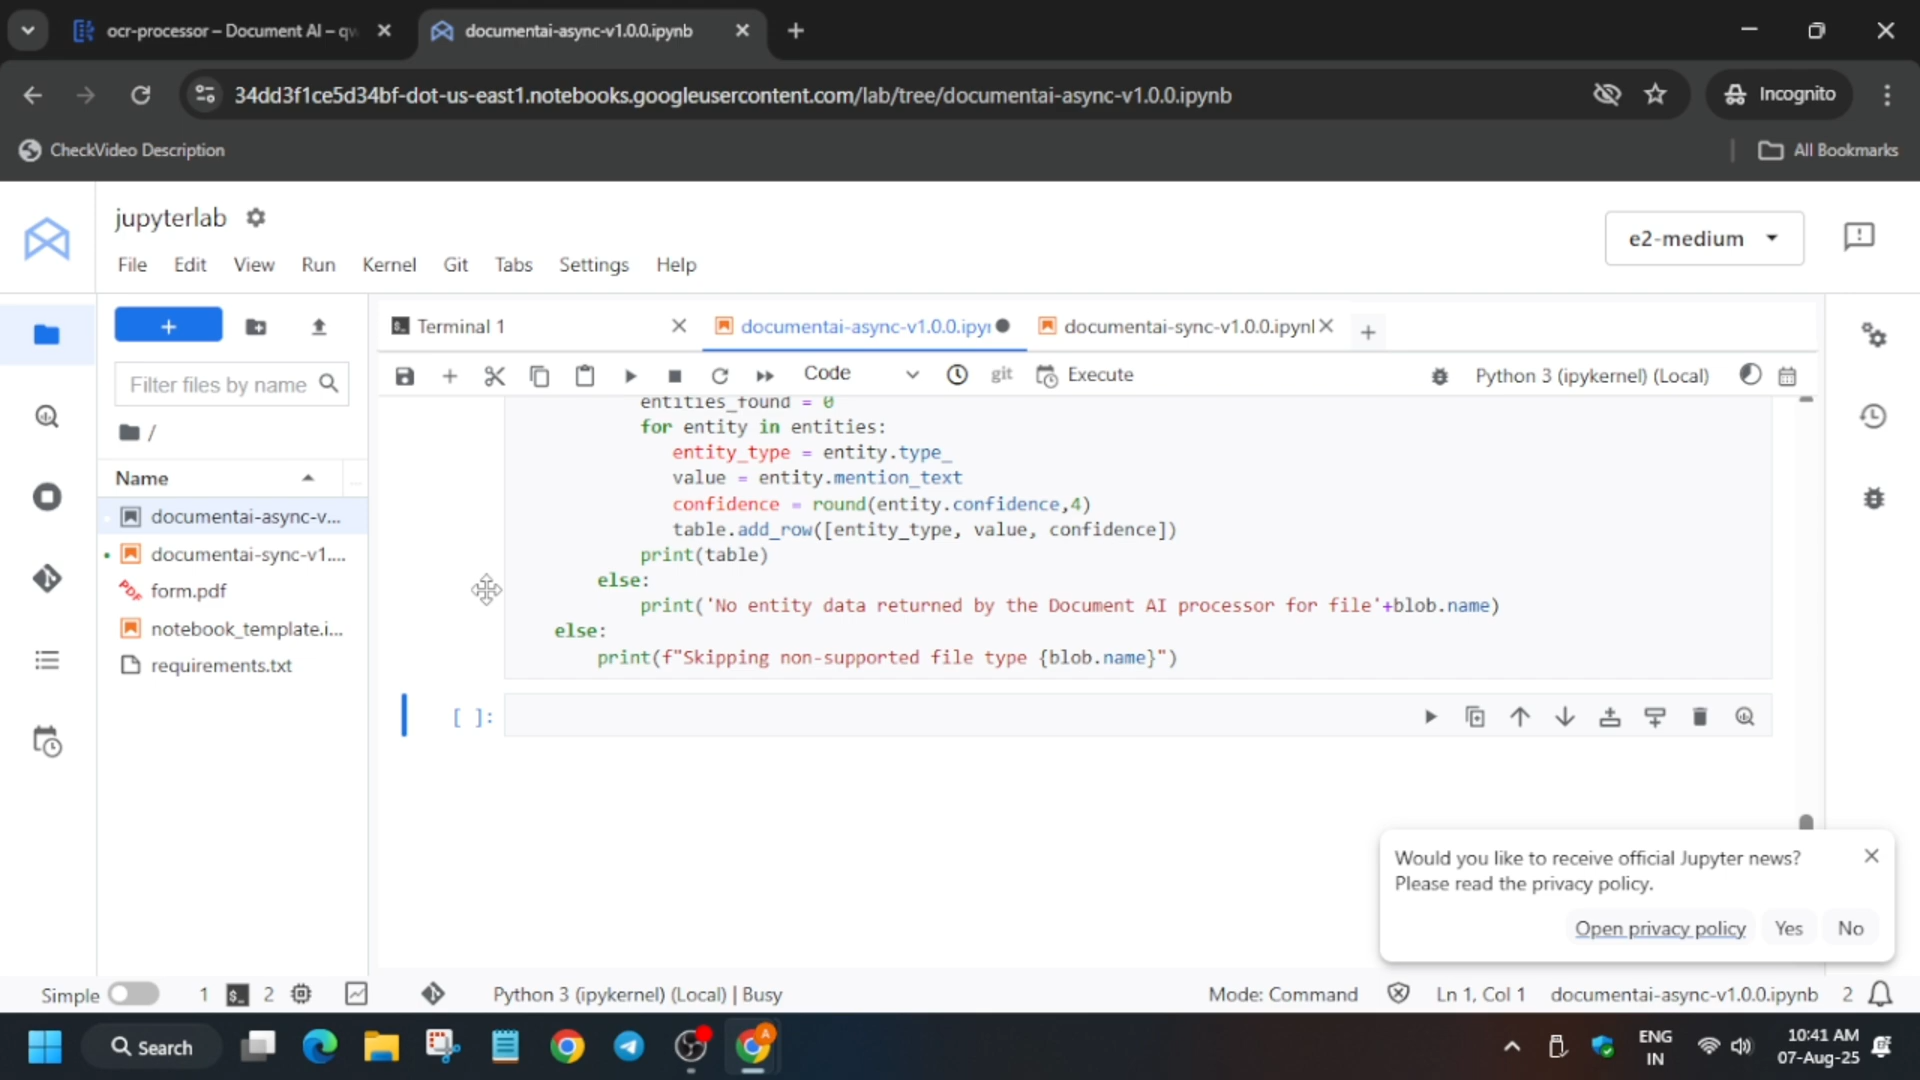 ocr-processor – Document AI – qw
documentai-async-v1.0.0.ipynb
34dd3f1ce5d34bf-dot-us-east1.notebooks.googleusercontent.com/lab/tree/documentai-async-v1.0.0.ipynb
Incognito
CheckVideo Description
All Bookmarks
jupyterlab
e2-medium
File Edit View Run Kernel Git Tabs Settings Help
Terminal 1
documentai-async-v1.0.0.ipyı
documentai-sync-v1.0.0.ipynl
Code
git
Execute
Python 3 (ipykernel) (Local)
Filter files by name
/
Name
documentai-async-v...
documentai-sync-v1....
form.pdf
notebook_template.i...
requirements.txt
entities_found = 0
for entity in entities:
entity_type = entity.type_
value = entity.mention_text
confidence = round(entity.confidence,4)
table.add_row([entity_type, value, confidence])
print(table)
else:
print('No entity data returned by the Document AI processor for file'+blob.name)
else:
print(f"Skipping non-supported file type {blob.name}")
[ ]:
Would you like to receive official Jupyter news?
Please read the privacy policy.
Open privacy policy Yes No
Simple 1 $_ 2 Python 3 (ipykernel) (Local) | Busy Mode: Command Ln 1, Col 1 documentai-async-v1.0.0.ipynb 2
Search
ENG
IN
10:41 AM
07-Aug-25